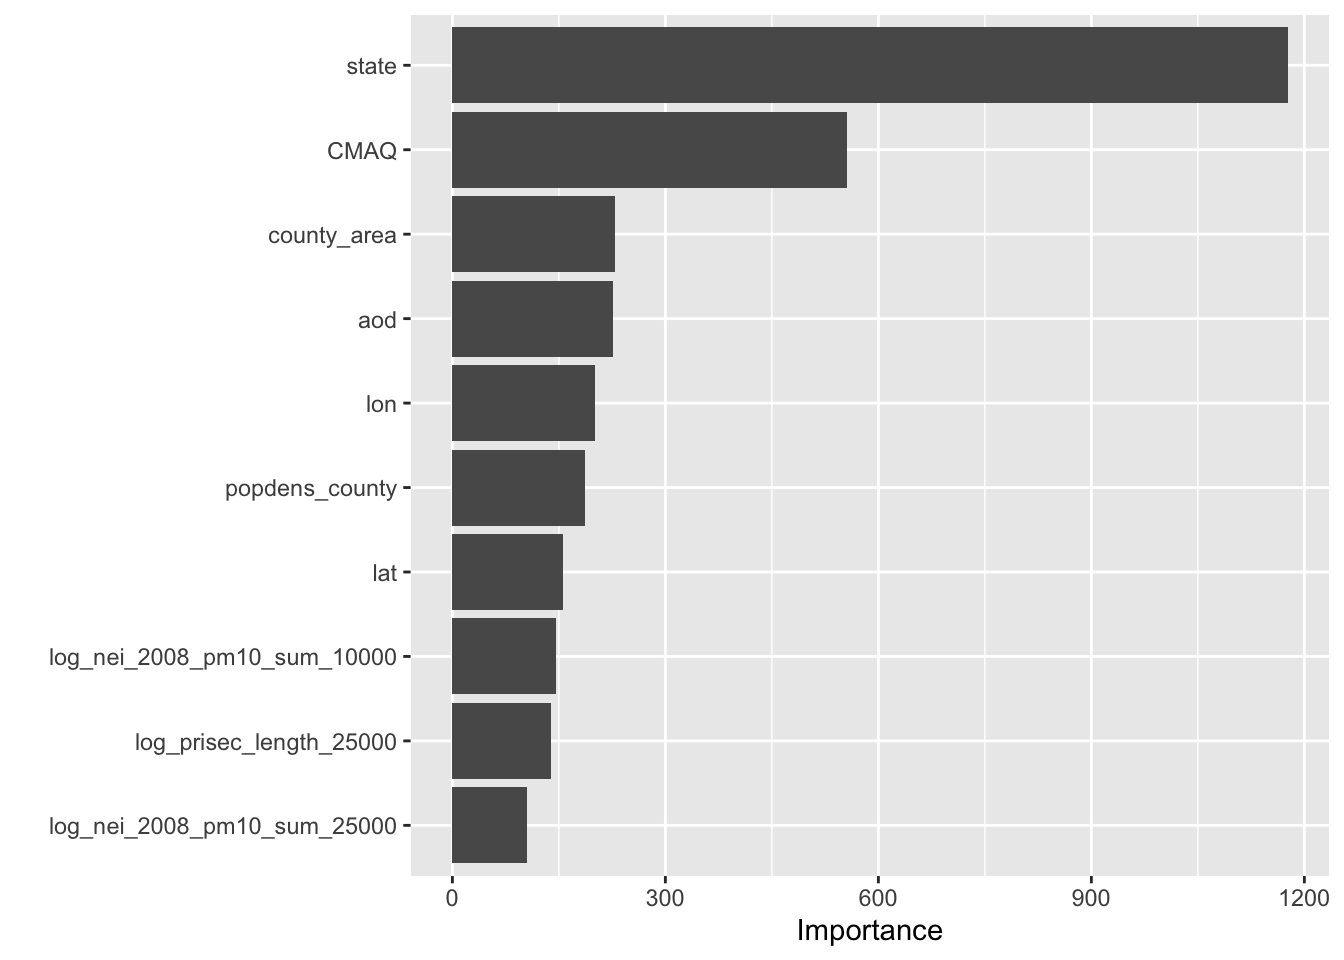 state
CMAQ
county_area
aod
lon
popdens_county
lat
log_nei_2008_pm10_sum_10000
log_prisec_length_25000
log_nei_2008_pm10_sum_25000
0 300 600 900 1200
Importance